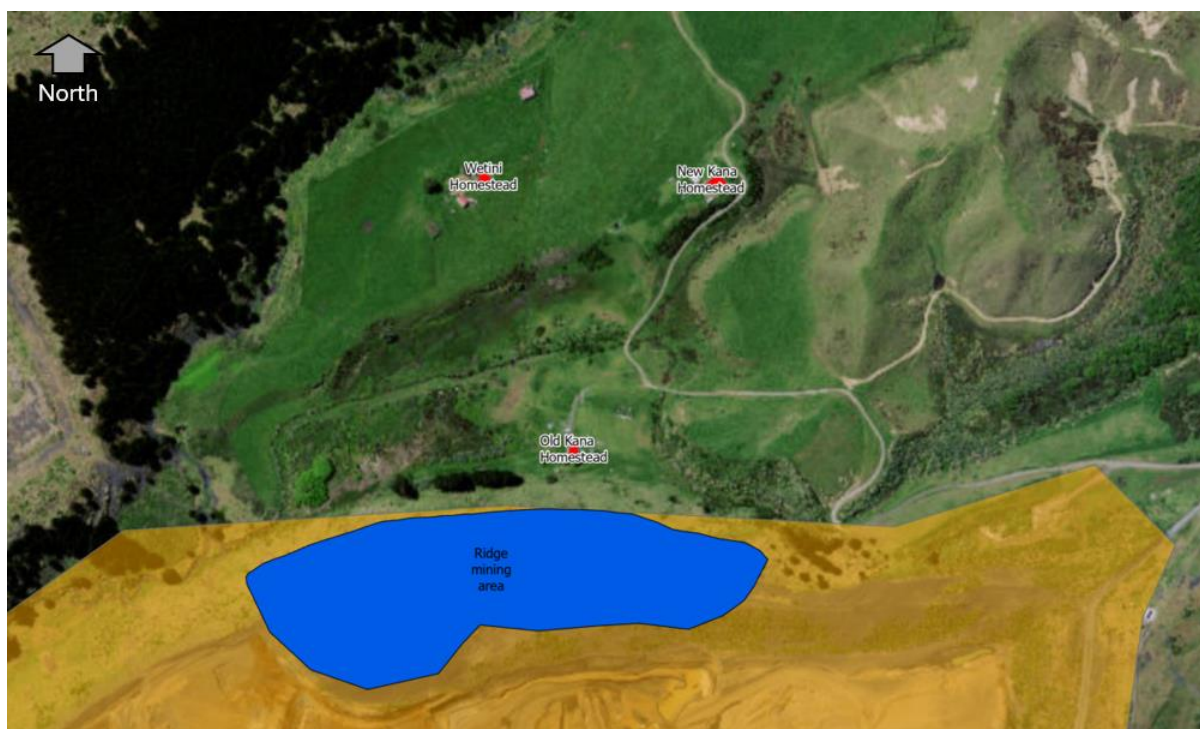 North
Wetini
Homestead
New Kana
Homestead
Old Kana
Homestead
Ridge
mining
area